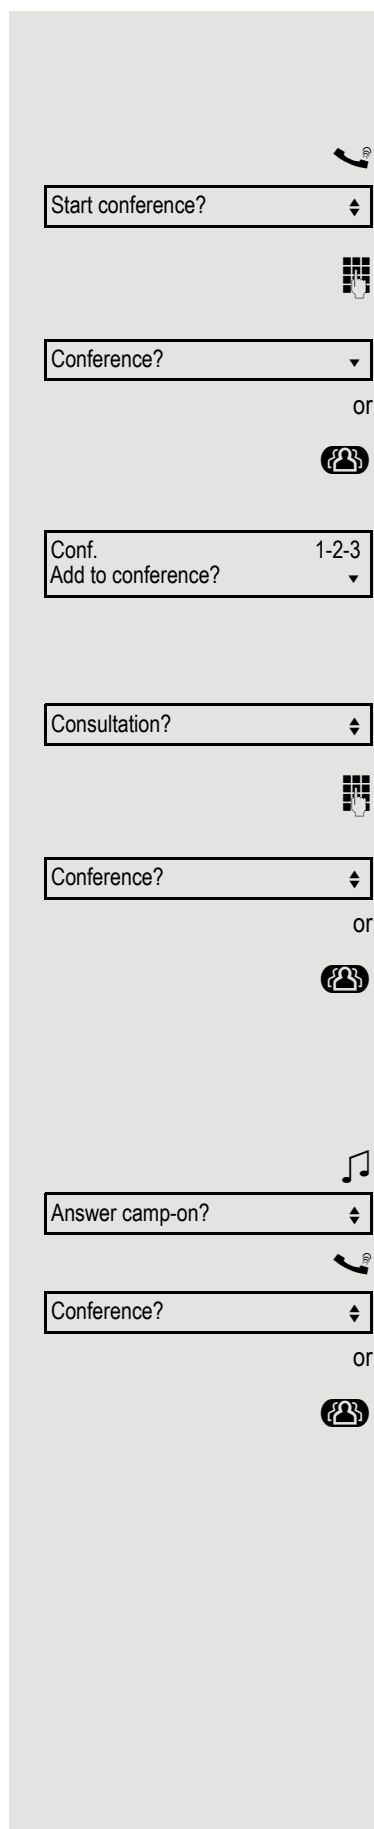 Start conference?
Conference?
or
Conf. 1-2-3
Add to conference?
Consultation?
Conference?
or
Answer camp-on?
Conference?
or